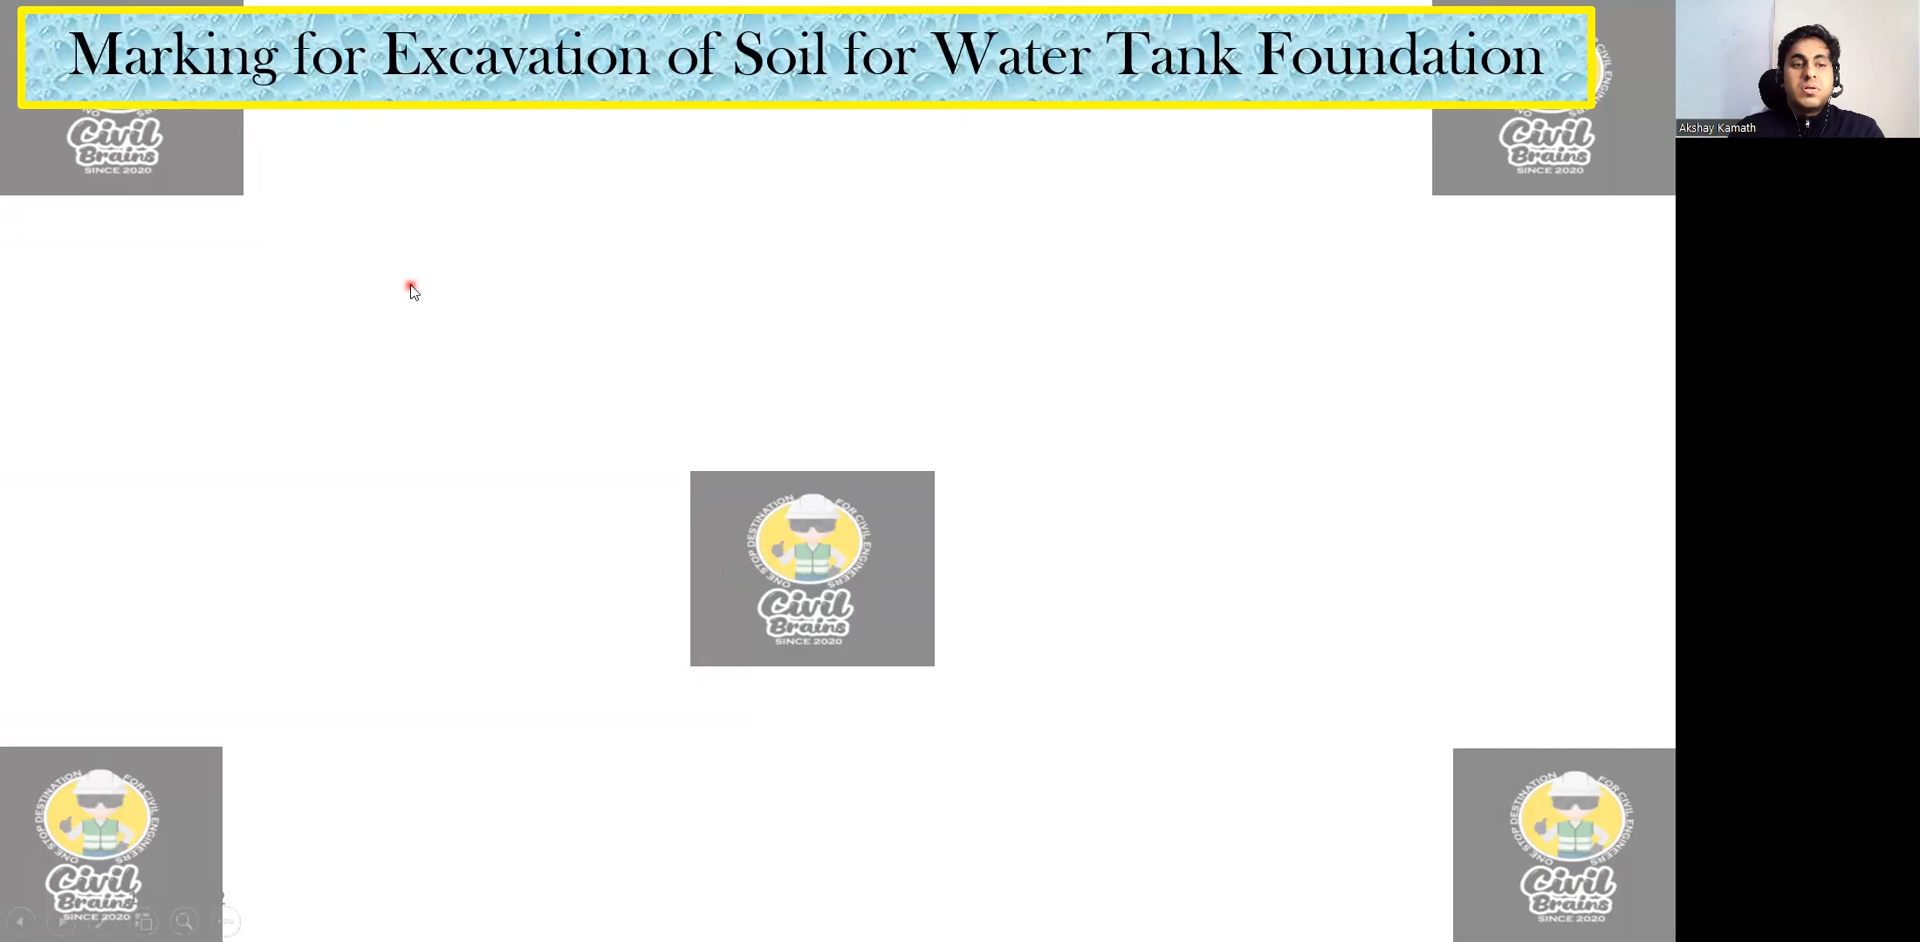 Marking for Excavation of Soil for Water Tank Foundation
Akshay Kamath
Civil
Brains
SINCE 2020
Civil
Brains
SINCE 2020
ONE STOP DESTINATION FOR CIVIL ENGINEERS
Civil
Brains
SINCE 2020
ONE STOP DESTINATION FOR CIVIL ENGINEERS
Civil
Brains
SINCE 2020
ONE STOP DESTINATION FOR CIVIL ENGINEERS
Civil
Brains
SINCE 2020